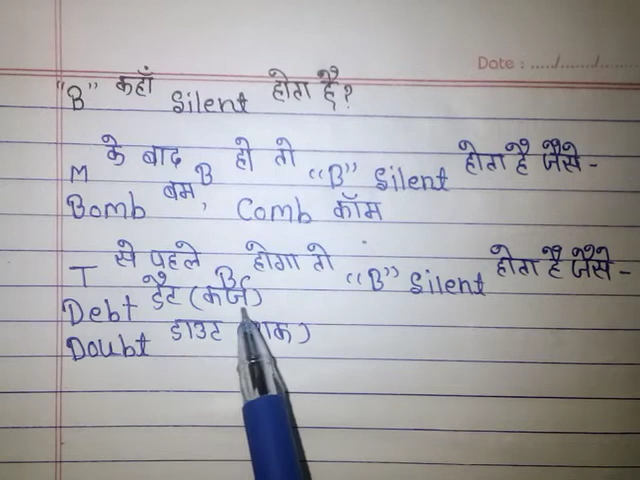 Date : ...../....../
"B" कहाँ Silent होता है?
M के बाद B हो तो "B" Silent होता है जैसे -
Bomb बम, Comb कॉम
T से पहले B होगा तो "B" Silent होता है जैसे -
Debt डैट (कर्ज)
Doubt डाउट